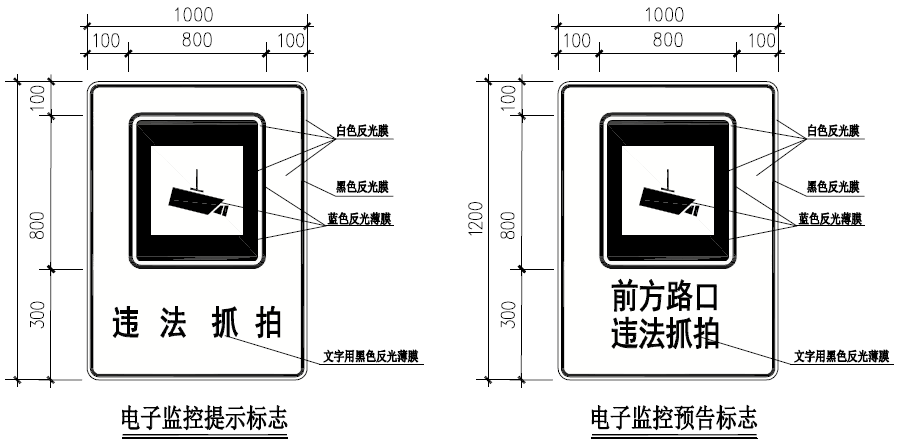 1000
100 800 100
100
800
300
白色反光膜
黑色反光膜
蓝色反光薄膜
违法抓拍
文字用黑色反光薄膜
电子监控提示标志
1000
100 800 100
1200
100
800
300
白色反光膜
黑色反光膜
蓝色反光薄膜
前方路口
违法抓拍
文字用黑色反光薄膜
电子监控预告标志